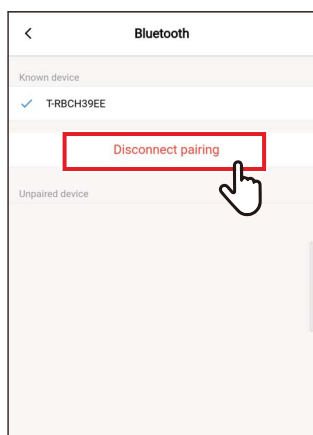 Bluetooth
Known device
T-RBCH39EE
Disconnect pairing
Unpaired device